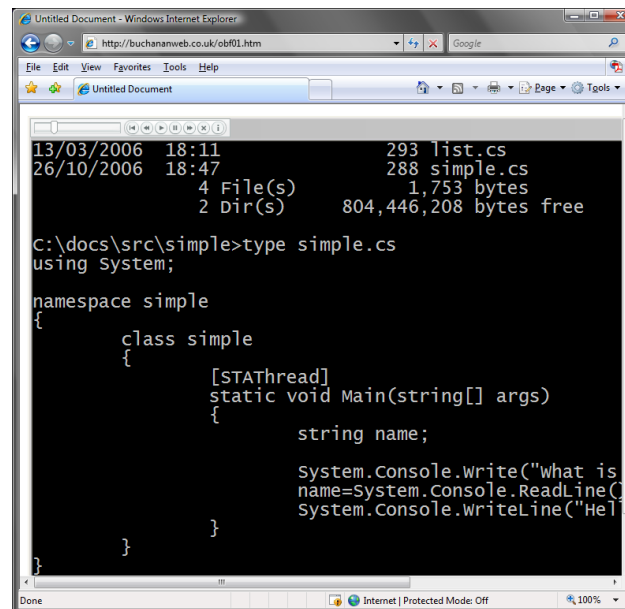 Untitled Document - Windows Internet Explorer
http://buchananweb.co.uk/obf01.htm
Google
File Edit View Favorites Tools Help
Untitled Document
Page Tools
13/03/2006 18:11 293 list.cs
26/10/2006 18:47 288 simple.cs
4 File(s) 1,753 bytes
2 Dir(s) 804,446,208 bytes free
C:\docs\src\simple>type simple.cs
using System;
namespace simple
{
class simple
{
[STAThread]
static void Main(string[] args)
{
string name;
System.Console.Write("What is
name=System.Console.ReadLine()
System.Console.WriteLine("Hel
}
}
}
Done Internet | Protected Mode: Off 100%